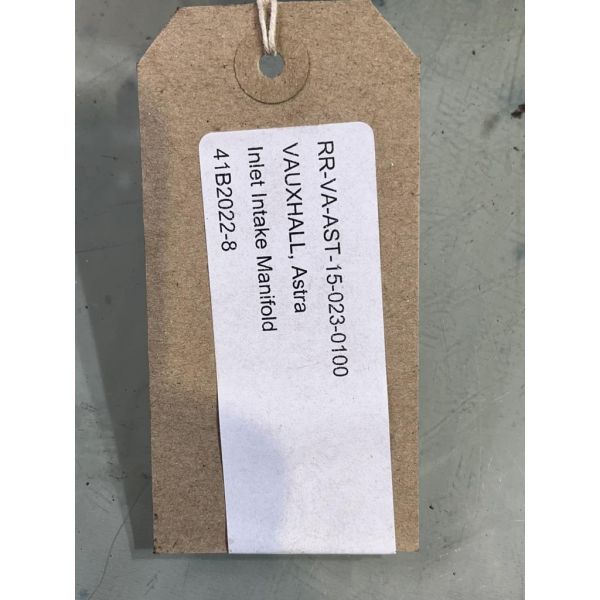 RR-VA-AST-15-023-0100
VAUXHALL, Astra
Inlet Intake Manifold
41B2022-8